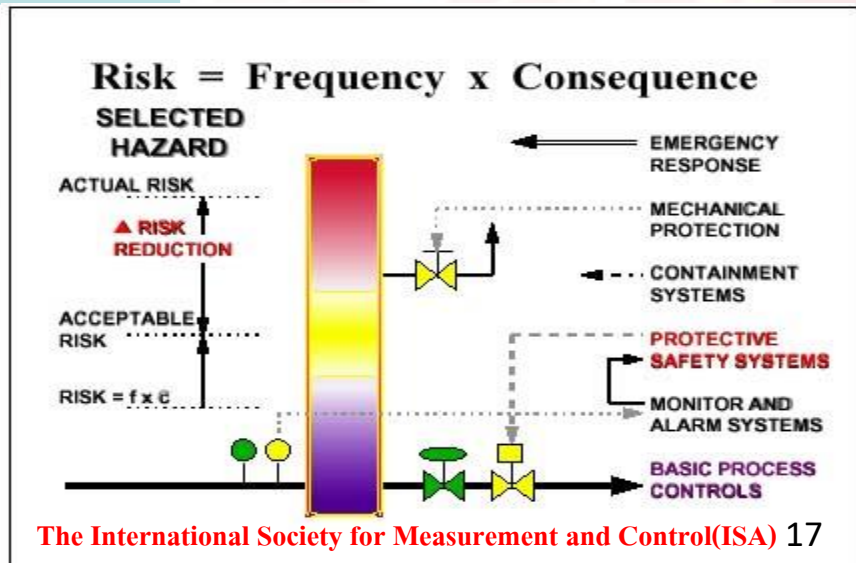 Risk = Frequency x Consequence
SELECTED
HAZARD
ACTUAL RISK
▲ RISK
REDUCTION
ACCEPTABLE
RISK
RISK = f x c
EMERGENCY
RESPONSE
MECHANICAL
PROTECTION
CONTAINMENT
SYSTEMS
PROTECTIVE
SAFETY SYSTEMS
MONITOR AND
ALARM SYSTEMS
BASIC PROCESS
CONTROLS
The International Society for Measurement and Control(ISA) 17